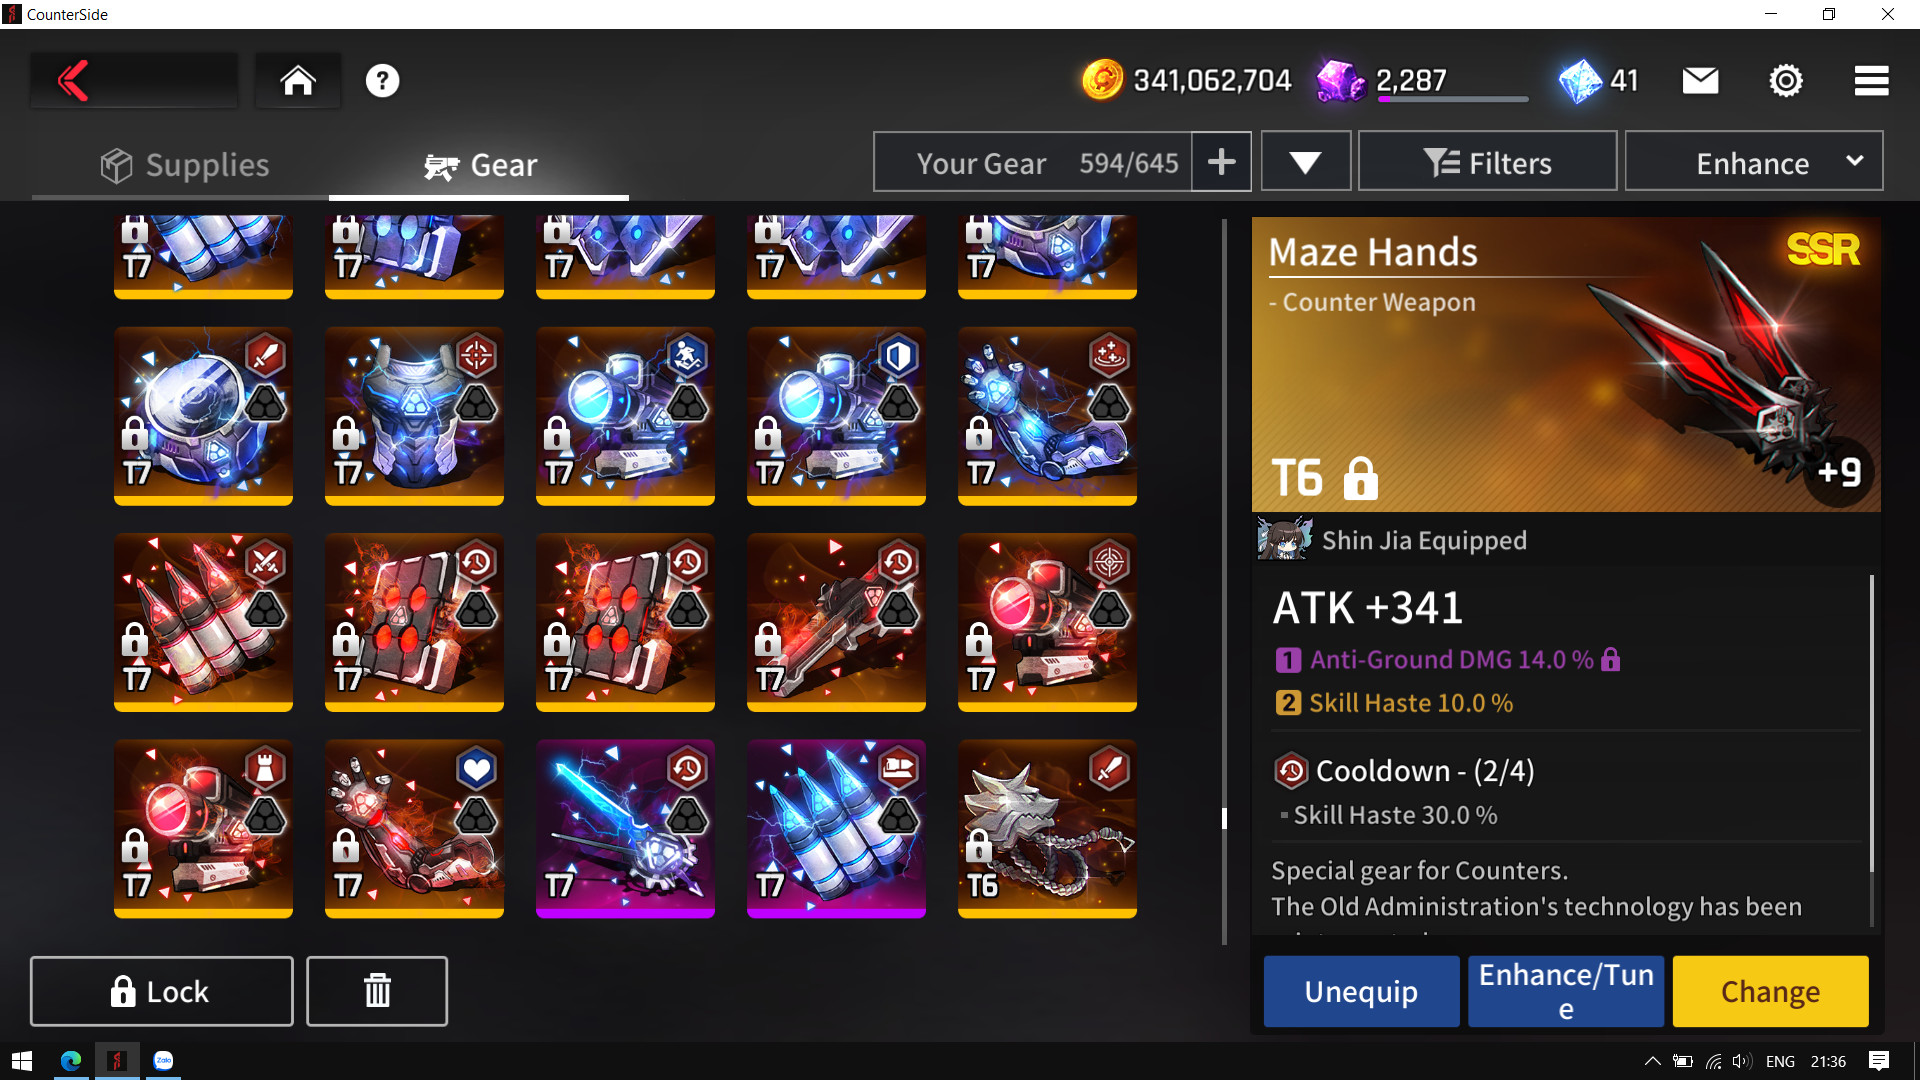 CounterSide
?
341,062,704
2,287
41
Supplies
Gear
Your Gear 594/645 +
Filters
Enhance
T7 T7 T7 T7 T7
T7 T7 T7 T7 T7
T7 T7 T7 T7 T7
T7 T7 T7 T7 T6
Maze Hands
SSR
- Counter Weapon
T6
+9
Shin Jia Equipped
ATK +341
1 Anti-Ground DMG 14.0 %
2 Skill Haste 10.0 %
Cooldown - (2/4)
Skill Haste 30.0 %
Special gear for Counters.
The Old Administration's technology has been
Lock
Unequip
Enhance/Tun
e
Change
Zalo
ENG
21:36